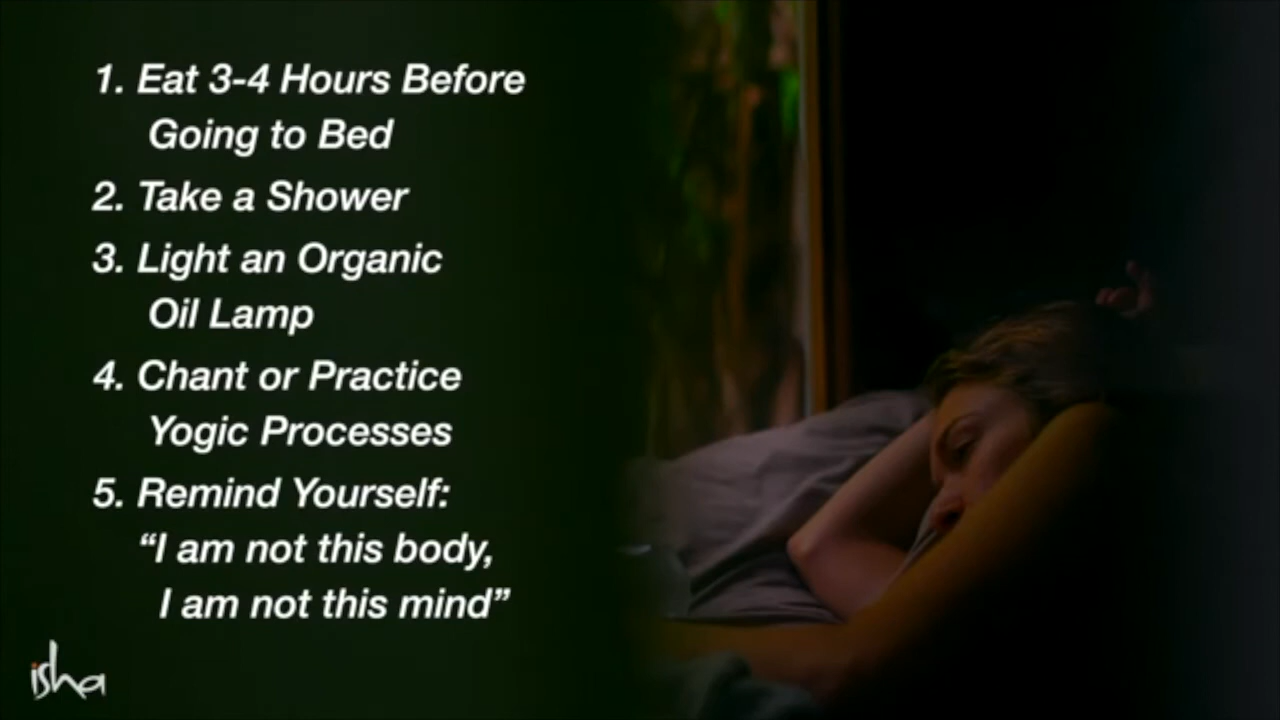 1. Eat 3-4 Hours Before
Going to Bed
2. Take a Shower
3. Light an Organic
Oil Lamp
4. Chant or Practice
Yogic Processes
5. Remind Yourself:
“I am not this body,
I am not this mind”
isha